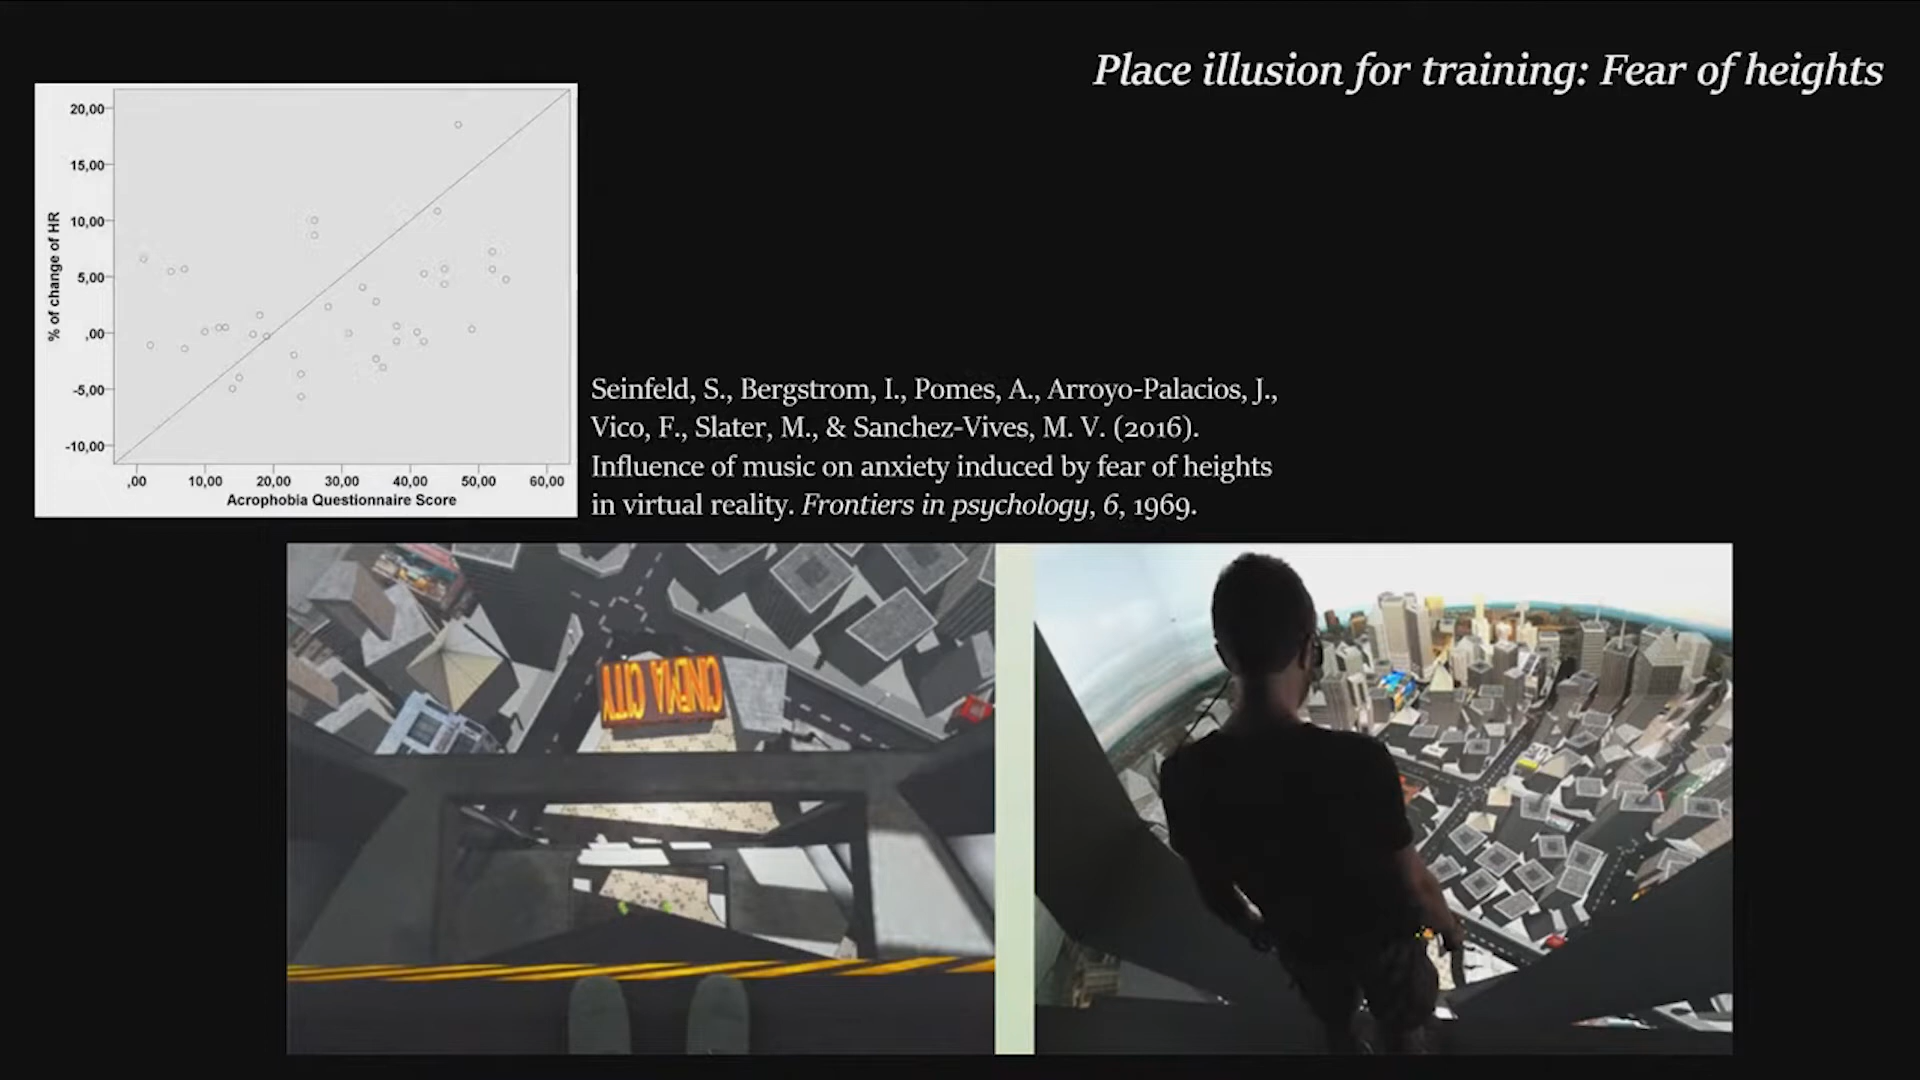 Place illusion for training: Fear of heights
20,00
15,00
10,00
5,00
,00
-5,00
-10,00
% of change of HR
,00 10,00 20,00 30,00 40,00 50,00 60,00
Acrophobia Questionnaire Score
Seinfeld, S., Bergstrom, I., Pomes, A., Arroyo-Palacios, J.,
Vico, F., Slater, M., & Sanchez-Vives, M. V. (2016).
Influence of music on anxiety induced by fear of heights
in virtual reality. Frontiers in psychology, 6, 1969.
CINEMA CITY